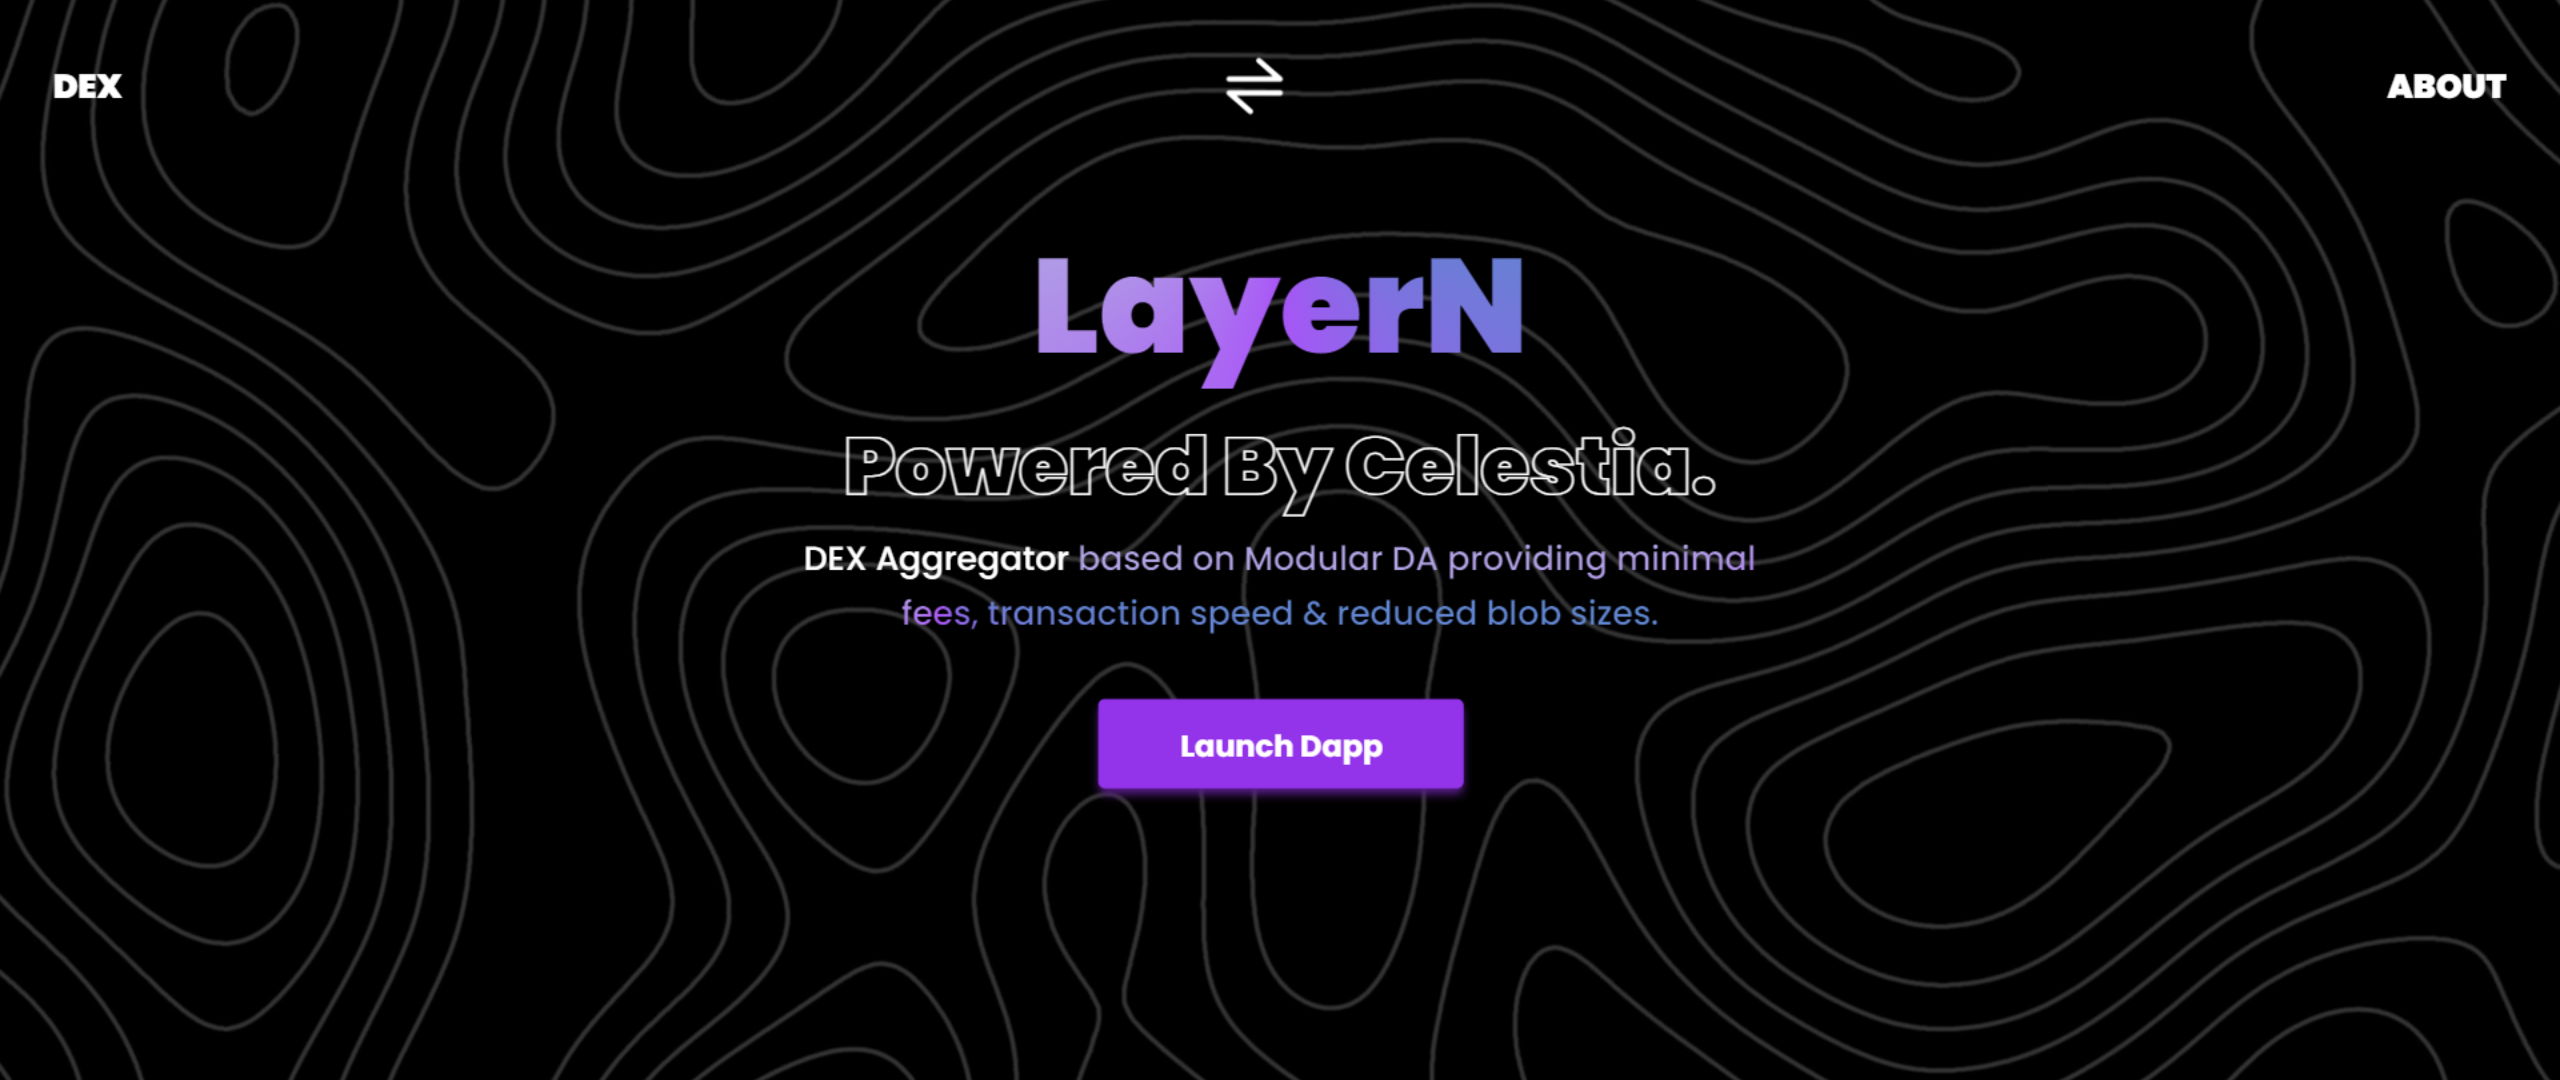 DEX
ABOUT
LayerN
Powered By Celestia.
DEX Aggregator based on Modular DA providing minimal
fees, transaction speed & reduced blob sizes.
Launch Dapp